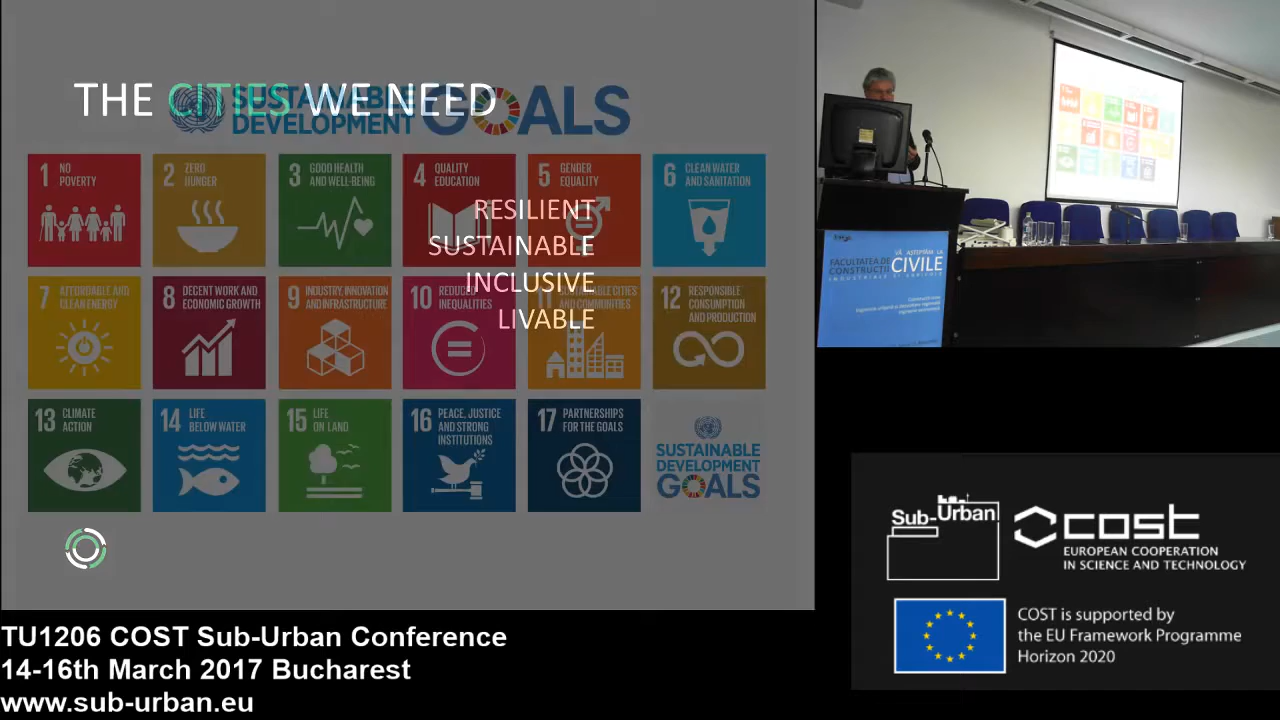 THE CITIES WE NEED
SUSTAINABLE
DEVELOPMENT
GOALS
1 NO
POVERTY
2 ZERO
HUNGER
3 GOOD HEALTH
AND WELL-BEING
4 QUALITY
EDUCATION
5 GENDER
EQUALITY
6 CLEAN WATER
AND SANITATION
RESILIENT
SUSTAINABLE
INCLUSIVE
LIVABLE
7 AFFORDABLE AND
CLEAN ENERGY
8 DECENT WORK AND
ECONOMIC GROWTH
9 INDUSTRY, INNOVATION
AND INFRASTRUCTURE
10 REDUCED
INEQUALITIES
11 SUSTAINABLE CITIES
AND COMMUNITIES
12 RESPONSIBLE
CONSUMPTION
AND PRODUCTION
13 CLIMATE
ACTION
14 LIFE
BELOW WATER
15 LIFE
ON LAND
16 PEACE, JUSTICE
AND STRONG
INSTITUTIONS
17 PARTNERSHIPS
FOR THE GOALS
SUSTAINABLE
DEVELOPMENT
GOALS
VĂ AȘTEPTĂM LA
FACULTATEA DE
CONSTRUCȚII
CIVILE
Sub-Urban
cost
EUROPEAN COOPERATION
IN SCIENCE AND TECHNOLOGY
COST is supported by
the EU Framework Programme
Horizon 2020
TU1206 COST Sub-Urban Conference
14-16th March 2017 Bucharest
www.sub-urban.eu